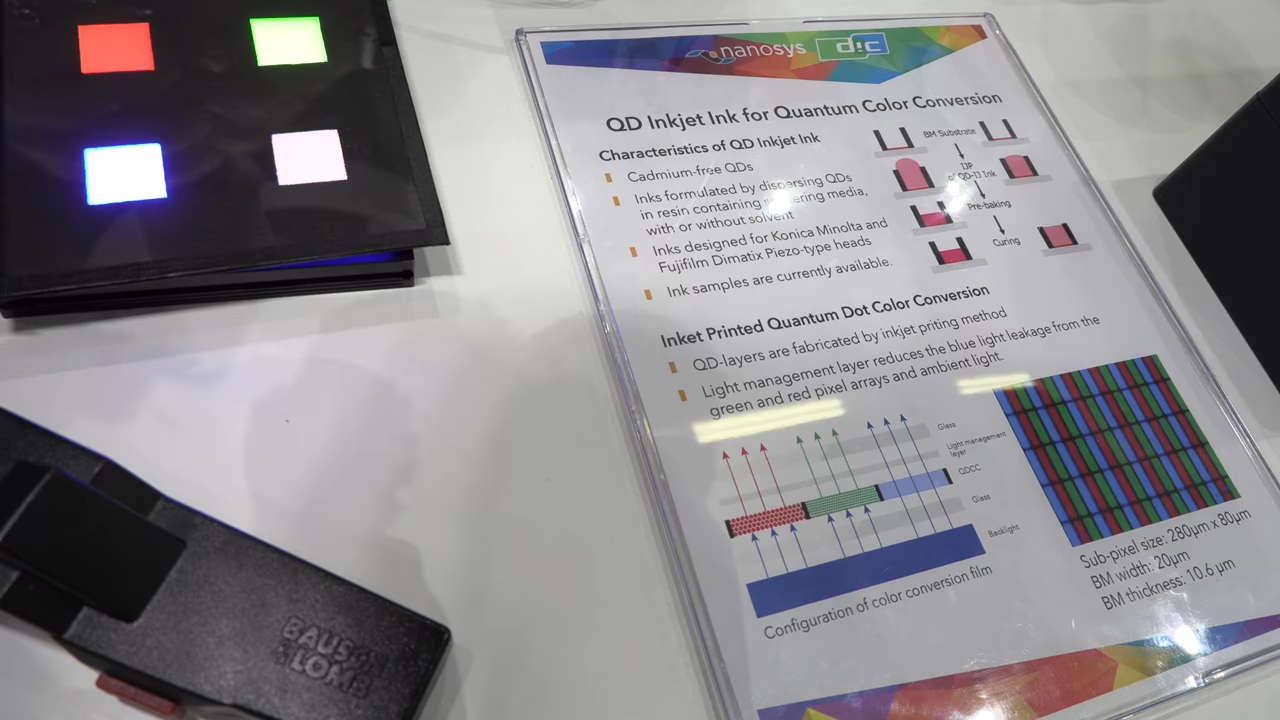 nanosys dic
QD Inkjet Ink for Quantum Color Conversion
Characteristics of QD Inkjet Ink
Cadmium-free QDs
Inks formulated by dispersing QDs
in resin containing scattering media,
with or without solvent
Inks designed for Konica Minolta and
Fujifilm Dimatix Piezo-type heads
Ink samples are currently available.
BM Substrate
IJP
of QD-IJ Ink
Pre-baking
Curing
Inket Printed Quantum Dot Color Conversion
QD-layers are fabricated by inkjet priting method
Light management layer reduces the blue light leakage from the
green and red pixel arrays and ambient light.
Glass
Light management
layer
QDCC
Glass
Backlight
Configuration of color conversion film
Sub-pixel size: 280µm x 80µm
BM width: 20µm
BM thickness: 10.6 µm
BAUSCH
& LOMB